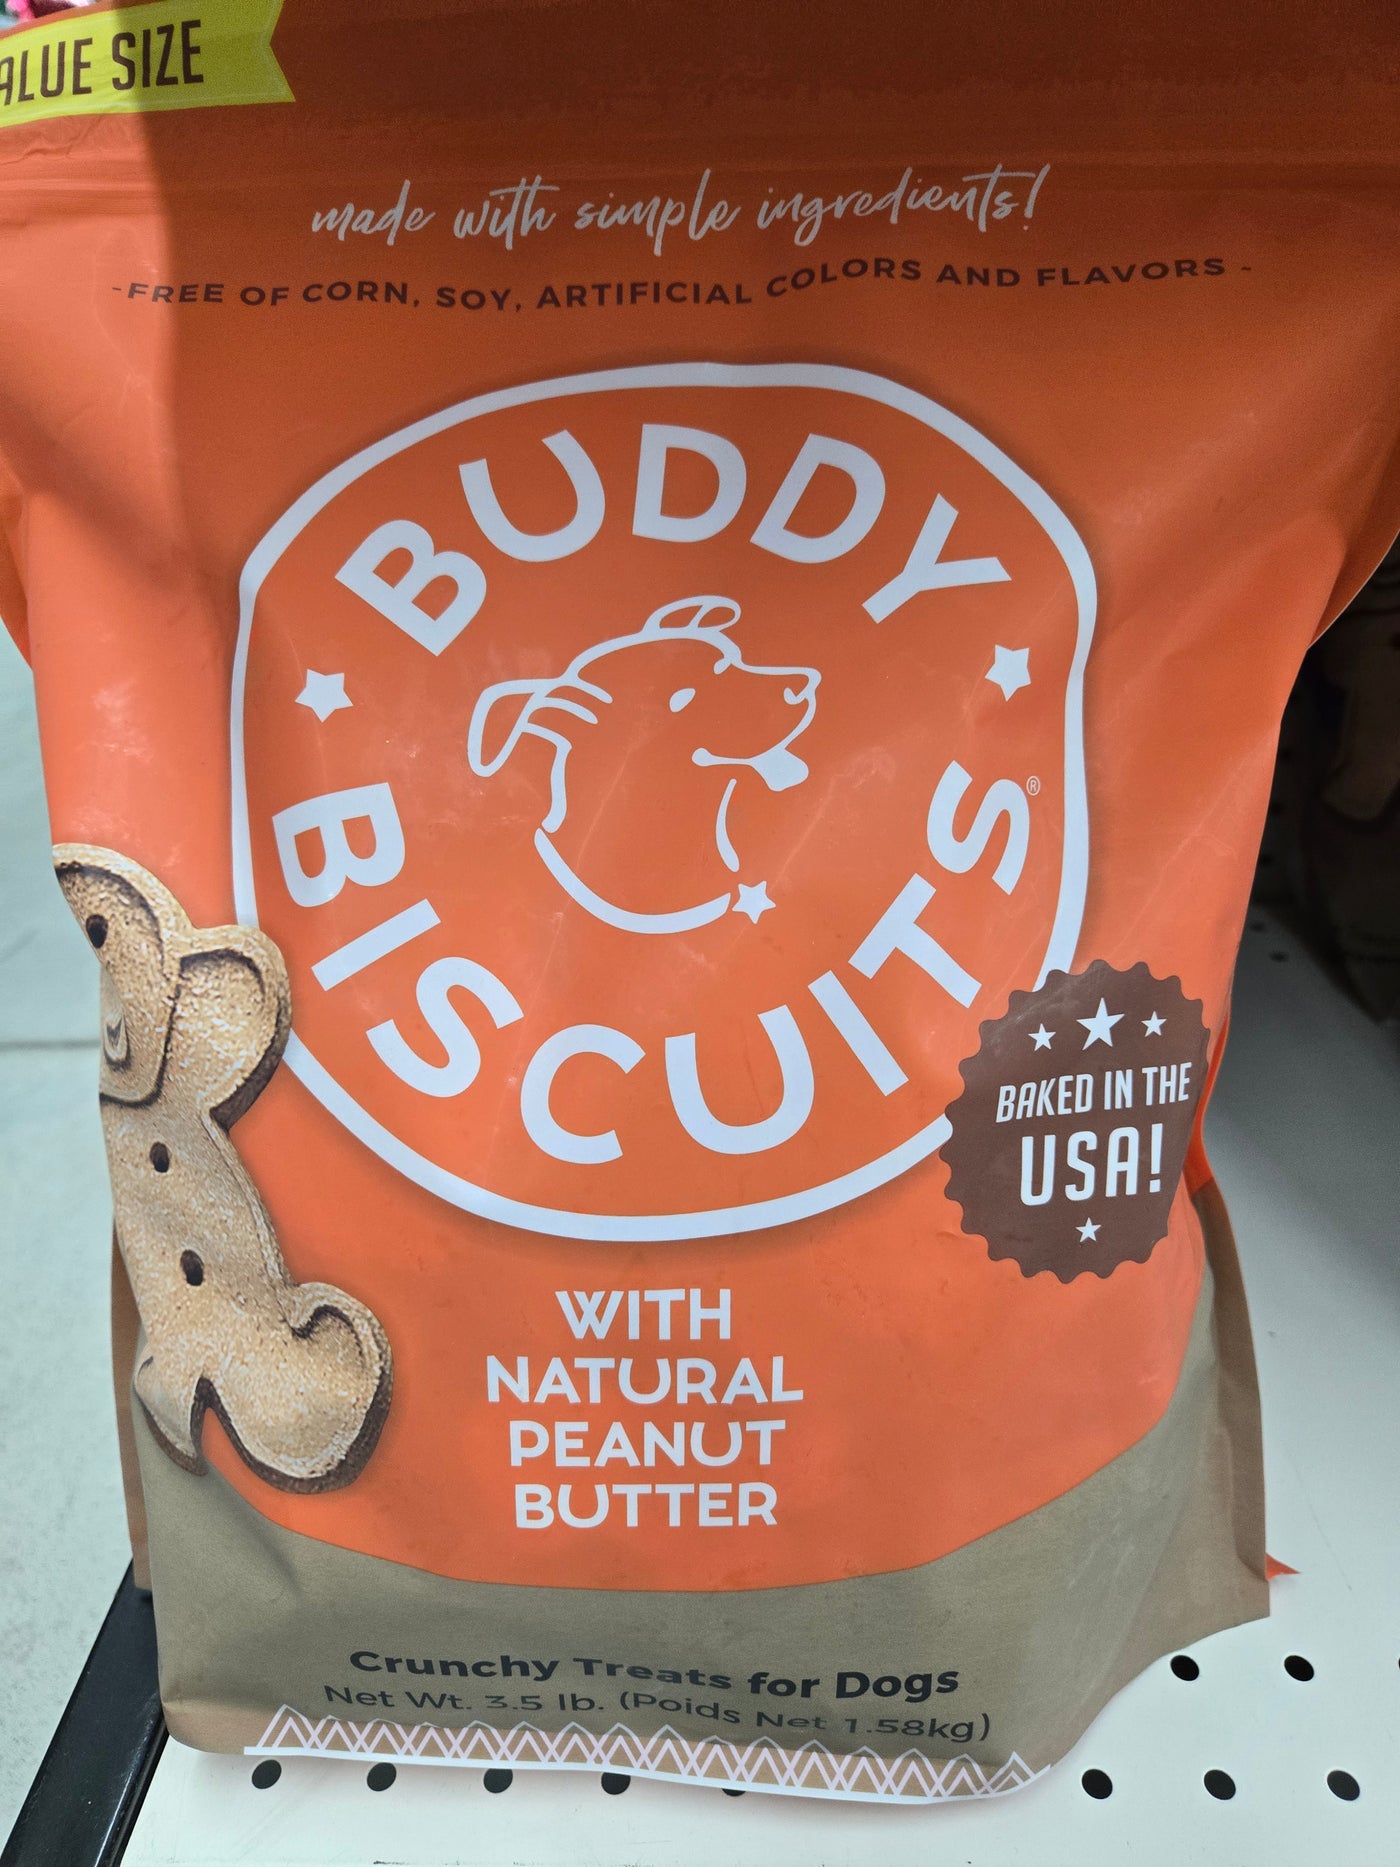 ALUE SIZE
made with simple ingredients!
-FREE OF CORN, SOY, ARTIFICIAL COLORS AND FLAVORS -
BUDDY
BISCUITS®
BAKED IN THE
USA!
WITH
NATURAL
PEANUT
BUTTER
Crunchy Treats for Dogs
Net Wt. 3.5 lb. (Poids Net 1.58kg)